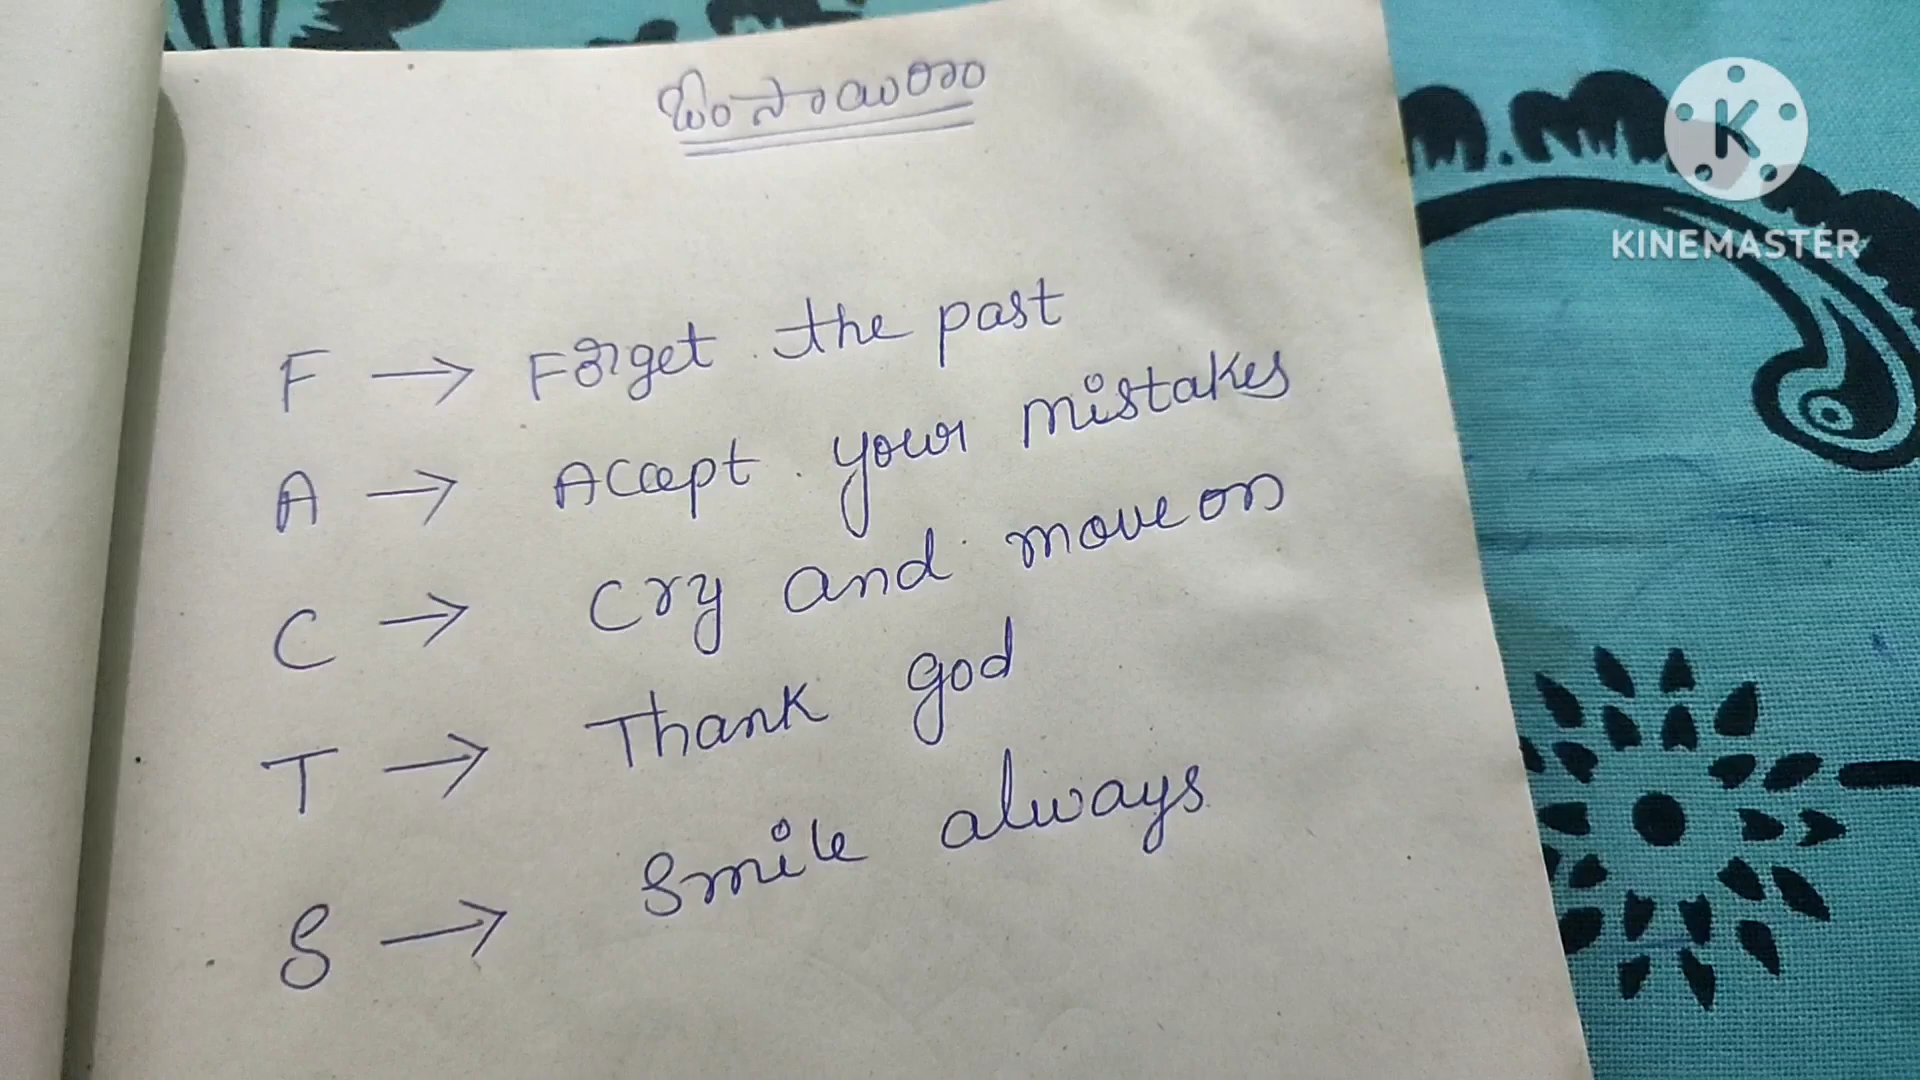 ఓం సాయిరాం
K
KINEMASTER
F → Forget the past
A → Accept your mistakes
C → Cry and move on
T → Thank god
S → Smile always